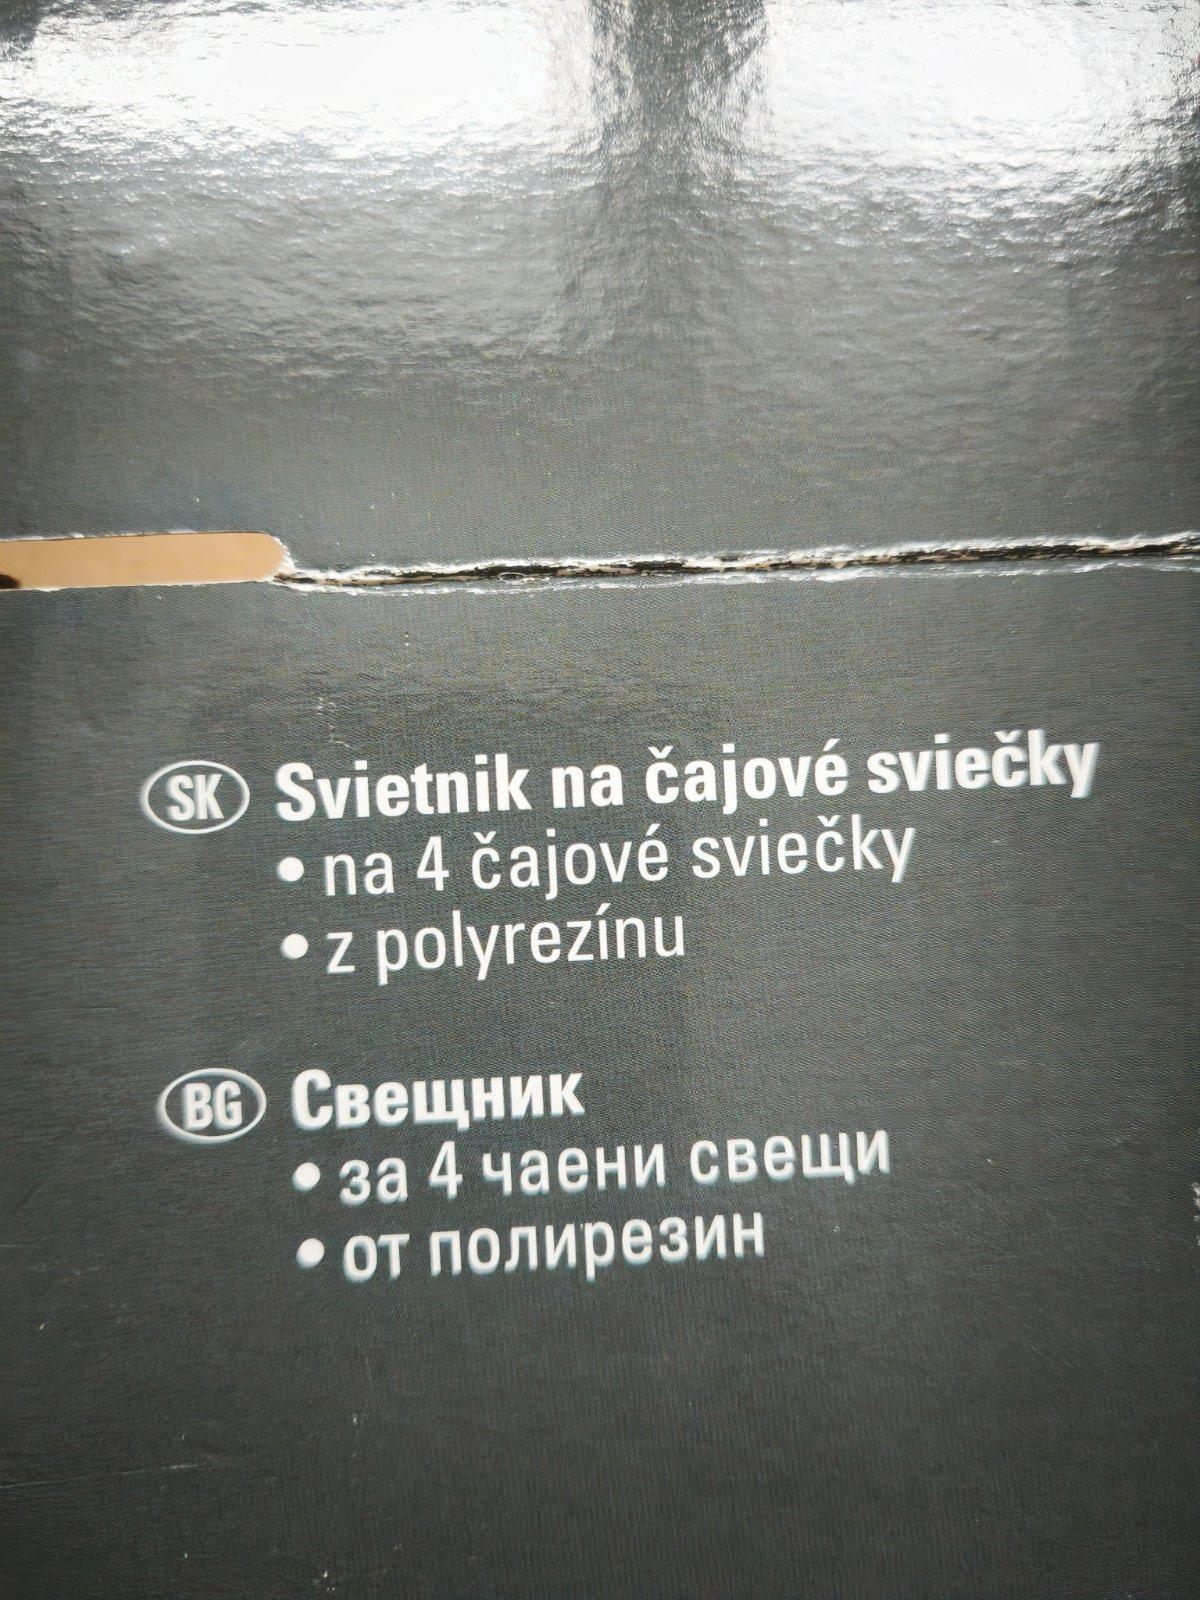 SK Svietnik na čajové sviečky
• na 4 čajové sviečky
• z polyrezínu
BG Свещник
• за 4 чаени свещи
• от полирезин